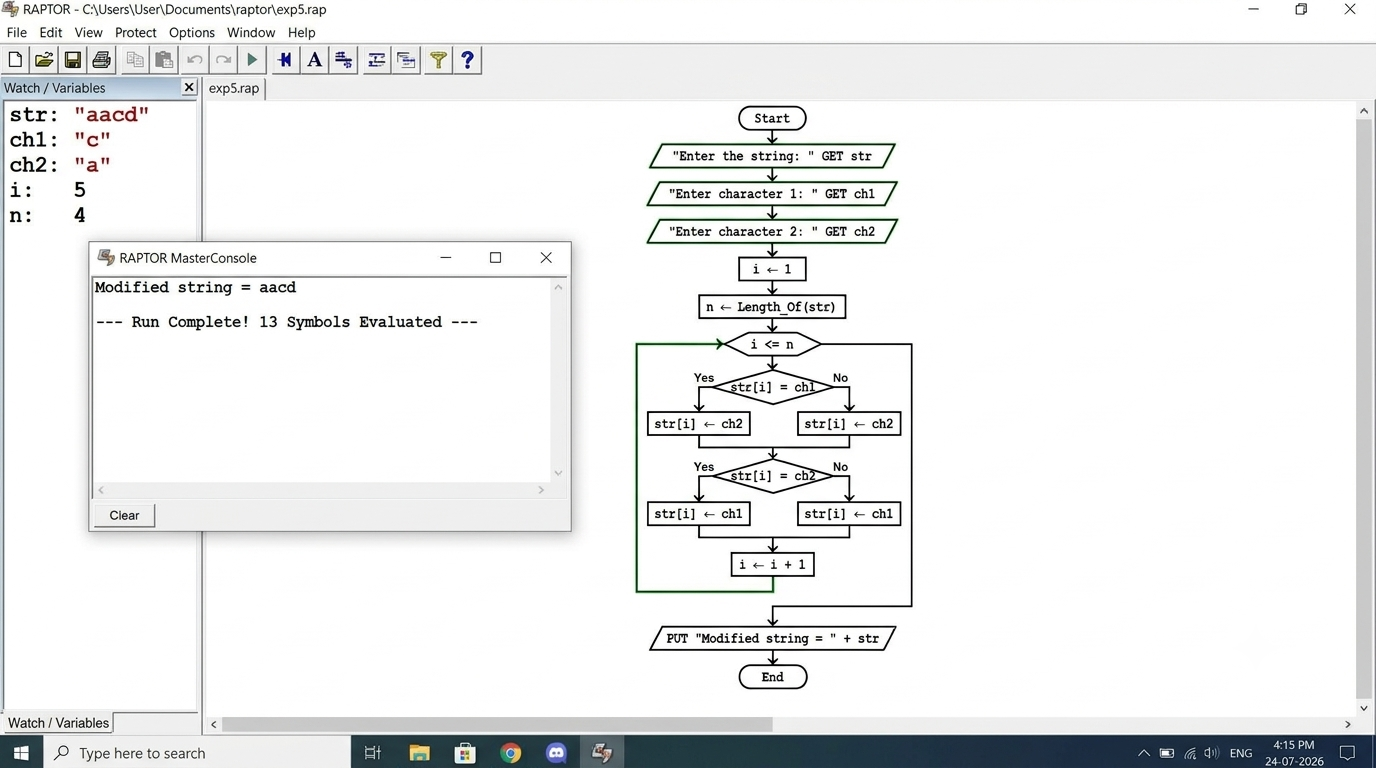 RAPTOR - C:\Users\User\Documents\raptor\exp5.rap
File Edit View Protect Options Window Help
Watch / Variables
exp5.rap
str: "aacd"
ch1: "c"
ch2: "a"
i: 5
n: 4
RAPTOR MasterConsole
Modified string = aacd
--- Run Complete! 13 Symbols Evaluated ---
Clear
Start
"Enter the string: " GET str
"Enter character 1: " GET ch1
"Enter character 2: " GET ch2
i ← 1
n ← Length_Of(str)
i <= n
Yes No
str[i] = ch1
str[i] ← ch2 str[i] ← ch2
Yes No
str[i] = ch2
str[i] ← ch1 str[i] ← ch1
i ← i + 1
PUT "Modified string = " + str
End
Watch / Variables
Type here to search
ENG
4:15 PM
24-07-2026